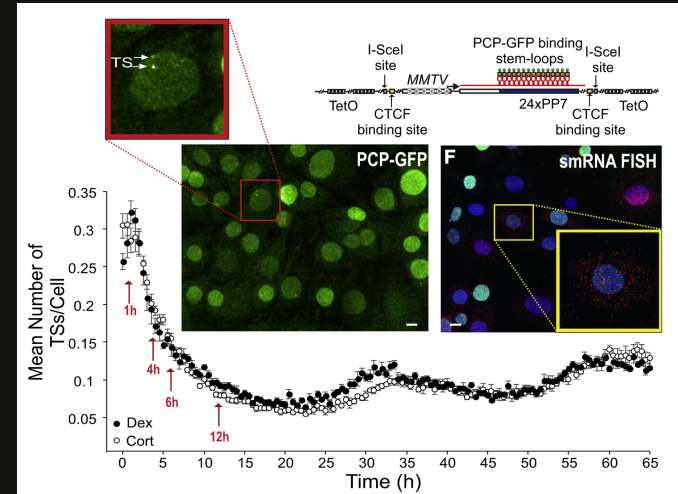 TS
I-SceI
site
MMTV
PCP-GFP binding
stem-loops
I-SceI
site
TetO
CTCF
binding site
24xPP7
CTCF
binding site
TetO
PCP-GFP
F
smRNA FISH
Mean Number of
TSs/Cell
0.35
0.3
0.25
0.2
0.15
0.1
0.05
1h
4h
6h
12h
Dex
Cort
0 5 10 15 20 25 30 35 40 45 50 55 60 65
Time (h)